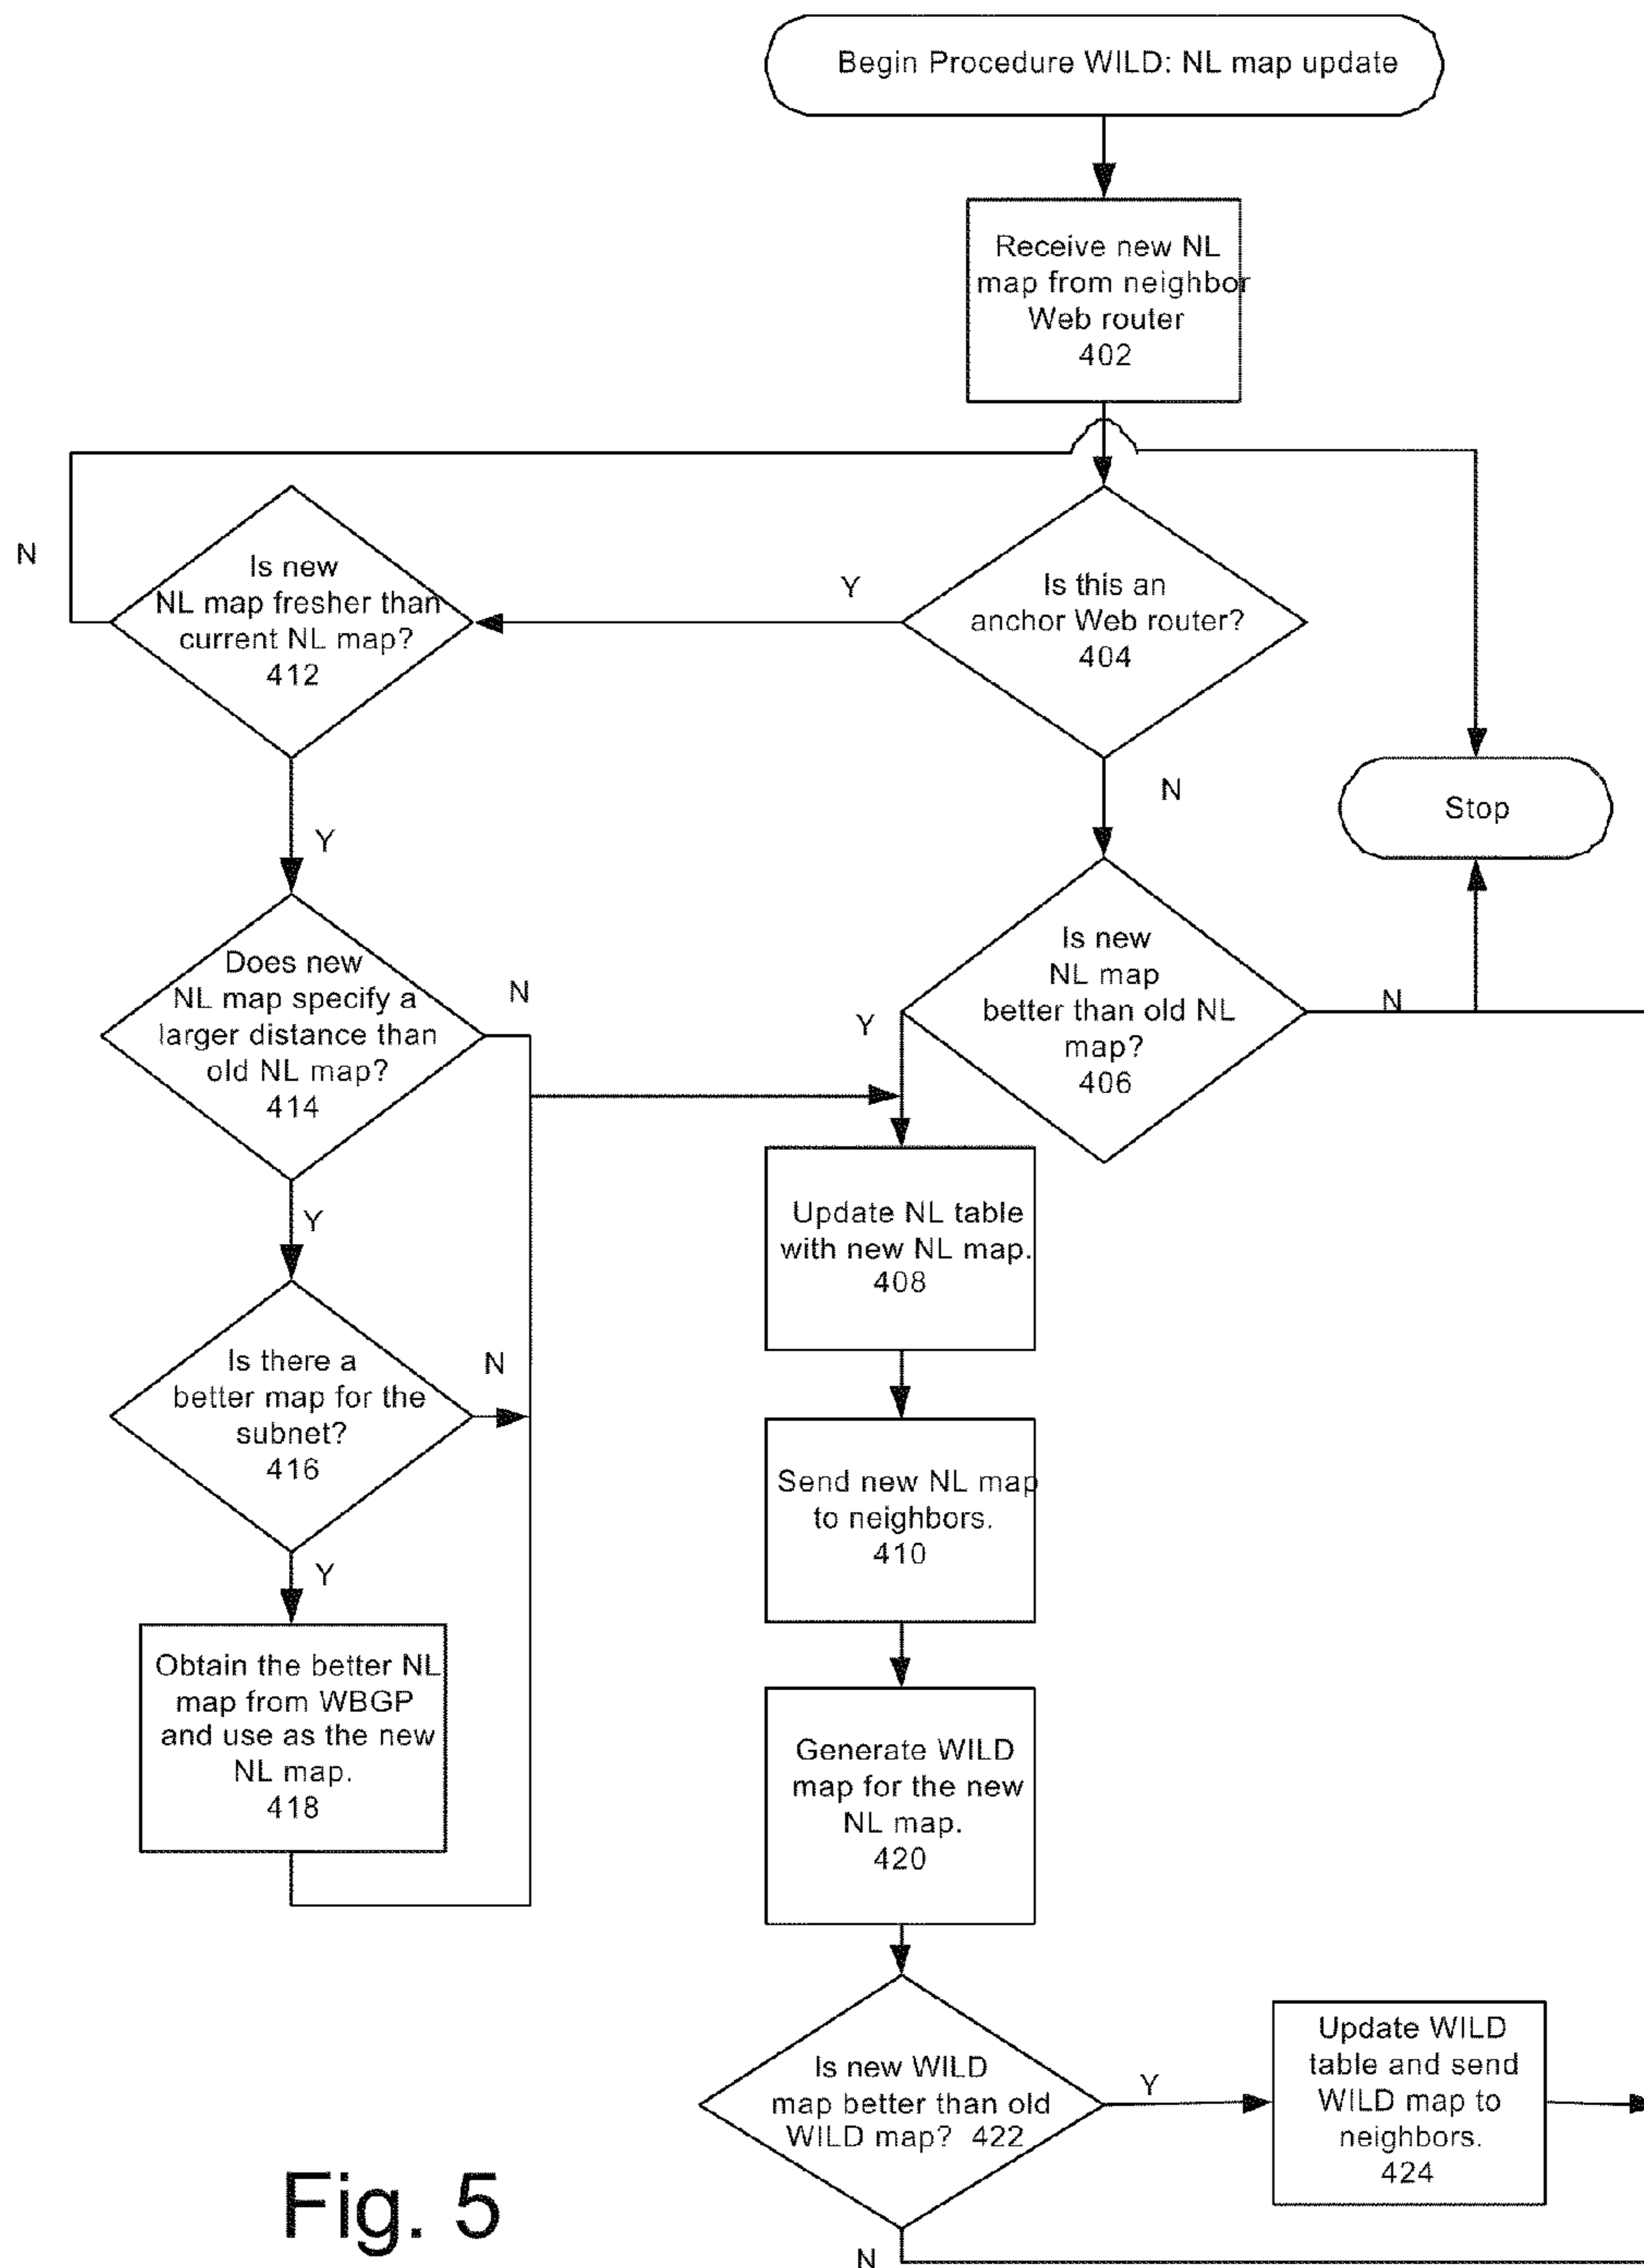 Begin Procedure WILD: NL map update
Receive new NL
map from neighbor
Web router
402
Is this an
anchor Web router?
404
Y
N
Is new
NL map fresher than
current NL map?
412
N
Y
Stop
Is new
NL map
better than old NL
map?
406
N
Y
Does new
NL map specify a
larger distance than
old NL map?
414
N
Y
Is there a
better map for the
subnet?
416
N
Y
Obtain the better NL
map from WBGP
and use as the new
NL map.
418
Update NL table
with new NL map.
408
Send new NL map
to neighbors.
410
Generate WILD
map for the new
NL map.
420
Is new WILD
map better than old
WILD map? 422
Y
N
Update WILD
table and send
WILD map to
neighbors.
424
Fig. 5